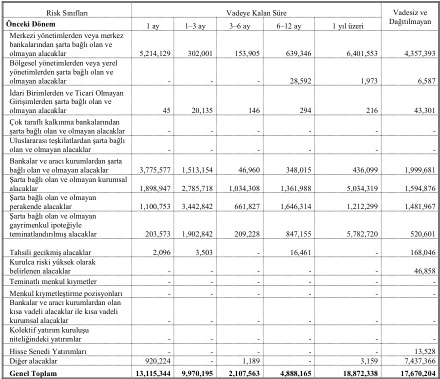 Risk Sınıfları Vadeye Kalan Süre Vadesiz ve
Dağıtılmayan
Önceki Dönem 1 ay 1–3 ay 3–6 ay 6–12 ay 1 yıl üzeri
Merkezi yönetimlerden veya merkez
bankalarından şarta bağlı olan ve
olmayan alacaklar 5,214,129 302,001 153,905 639,346 6,401,553 4,357,393
Bölgesel yönetimlerden veya yerel
yönetimlerden şarta bağlı olan ve
olmayan alacaklar - - - 28,592 1,973 6,587
İdari Birimlerden ve Ticari Olmayan
Girişimlerden şarta bağlı olan ve
olmayan alacaklar 45 20,135 146 294 216 43,301
Çok taraflı kalkınma bankalarından
şarta bağlı olan ve olmayan alacaklar - - - - - -
Uluslararası teşkilatlardan şarta bağlı
olan ve olmayan alacaklar - - - - - -
Bankalar ve aracı kurumlardan şarta
bağlı olan ve olmayan alacaklar 3,775,577 1,513,154 46,960 348,015 436,099 1,999,681
Şarta bağlı olan ve olmayan kurumsal
alacaklar 1,898,947 2,785,718 1,034,308 1,361,988 5,034,319 1,594,876
Şarta bağlı olan ve olmayan
perakende alacaklar 1,100,753 3,442,842 661,827 1,646,314 1,212,299 1,481,967
Şarta bağlı olan ve olmayan
gayrimenkul ipoteğiyle
teminatlandırılmış alacaklar 203,573 1,902,842 209,228 847,155 5,782,720 520,601
Tahsili gecikmiş alacaklar 2,096 3,503 - 16,461 - 168,046
Kurulca riski yüksek olarak
belirlenen alacaklar - - - - - 46,858
Teminatlı menkul kıymetler - - - - - -
Menkul kıymetleştirme pozisyonları - - - - - -
Bankalar ve aracı kurumlardan olan
kısa vadeli alacaklar ile kısa vadeli
kurumsal alacaklar - - - - - -
Kolektif yatırım kuruluşu
niteliğindeki yatırımlar - - - - - -
Hisse Senedi Yatırımları - - - - - 13,528
Diğer alacaklar 920,224 - 1,189 - 3,159 7,437,366
Genel Toplam 13,115,344 9,970,195 2,107,563 4,888,165 18,872,338 17,670,204